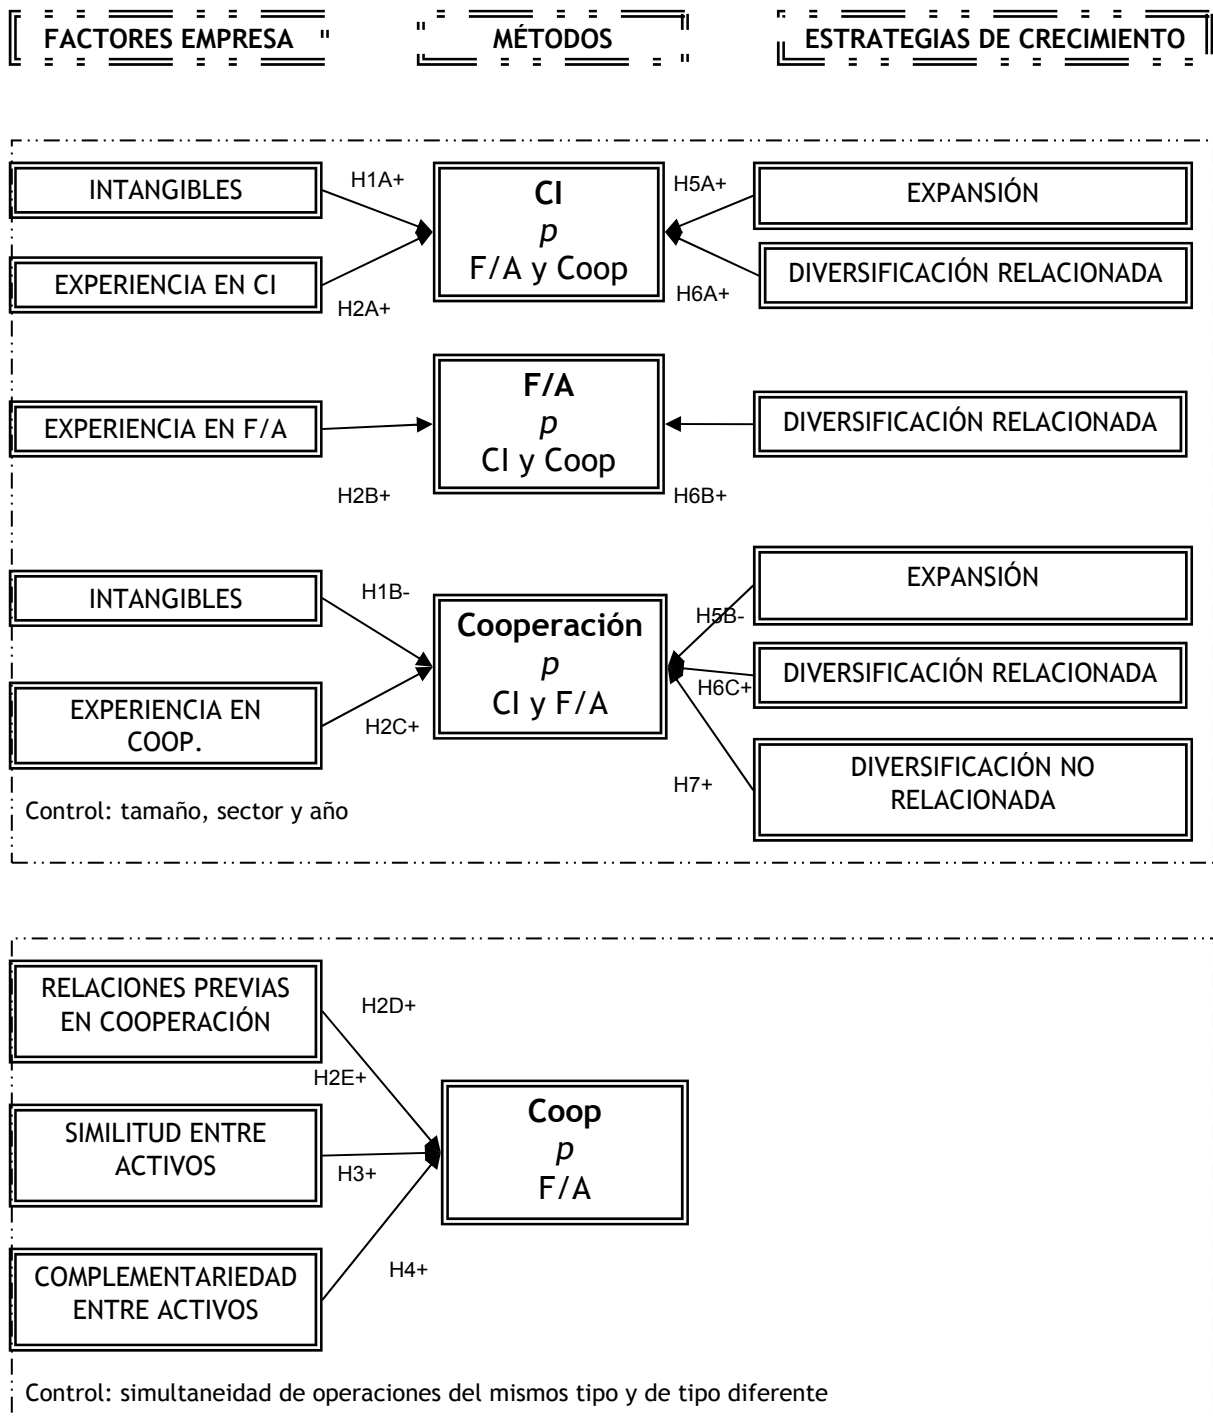 FACTORES EMPRESA
MÉTODOS
ESTRATEGIAS DE CRECIMIENTO
INTANGIBLES
H1A+
EXPERIENCIA EN CI
H2A+
CI
p
F/A y Coop
H5A+
EXPANSIÓN
H6A+
DIVERSIFICACIÓN RELACIONADA
EXPERIENCIA EN F/A
H2B+
F/A
p
CI y Coop
H6B+
DIVERSIFICACIÓN RELACIONADA
INTANGIBLES
H1B-
EXPERIENCIA EN
COOP.
H2C+
Cooperación
p
CI y F/A
H5B-
EXPANSIÓN
H6C+
DIVERSIFICACIÓN RELACIONADA
H7+
DIVERSIFICACIÓN NO
RELACIONADA
Control: tamaño, sector y año
RELACIONES PREVIAS
EN COOPERACIÓN
H2D+
H2E+
SIMILITUD ENTRE
ACTIVOS
H3+
Coop
p
F/A
COMPLEMENTARIEDAD
ENTRE ACTIVOS
H4+
Control: simultaneidad de operaciones del mismos tipo y de tipo diferente